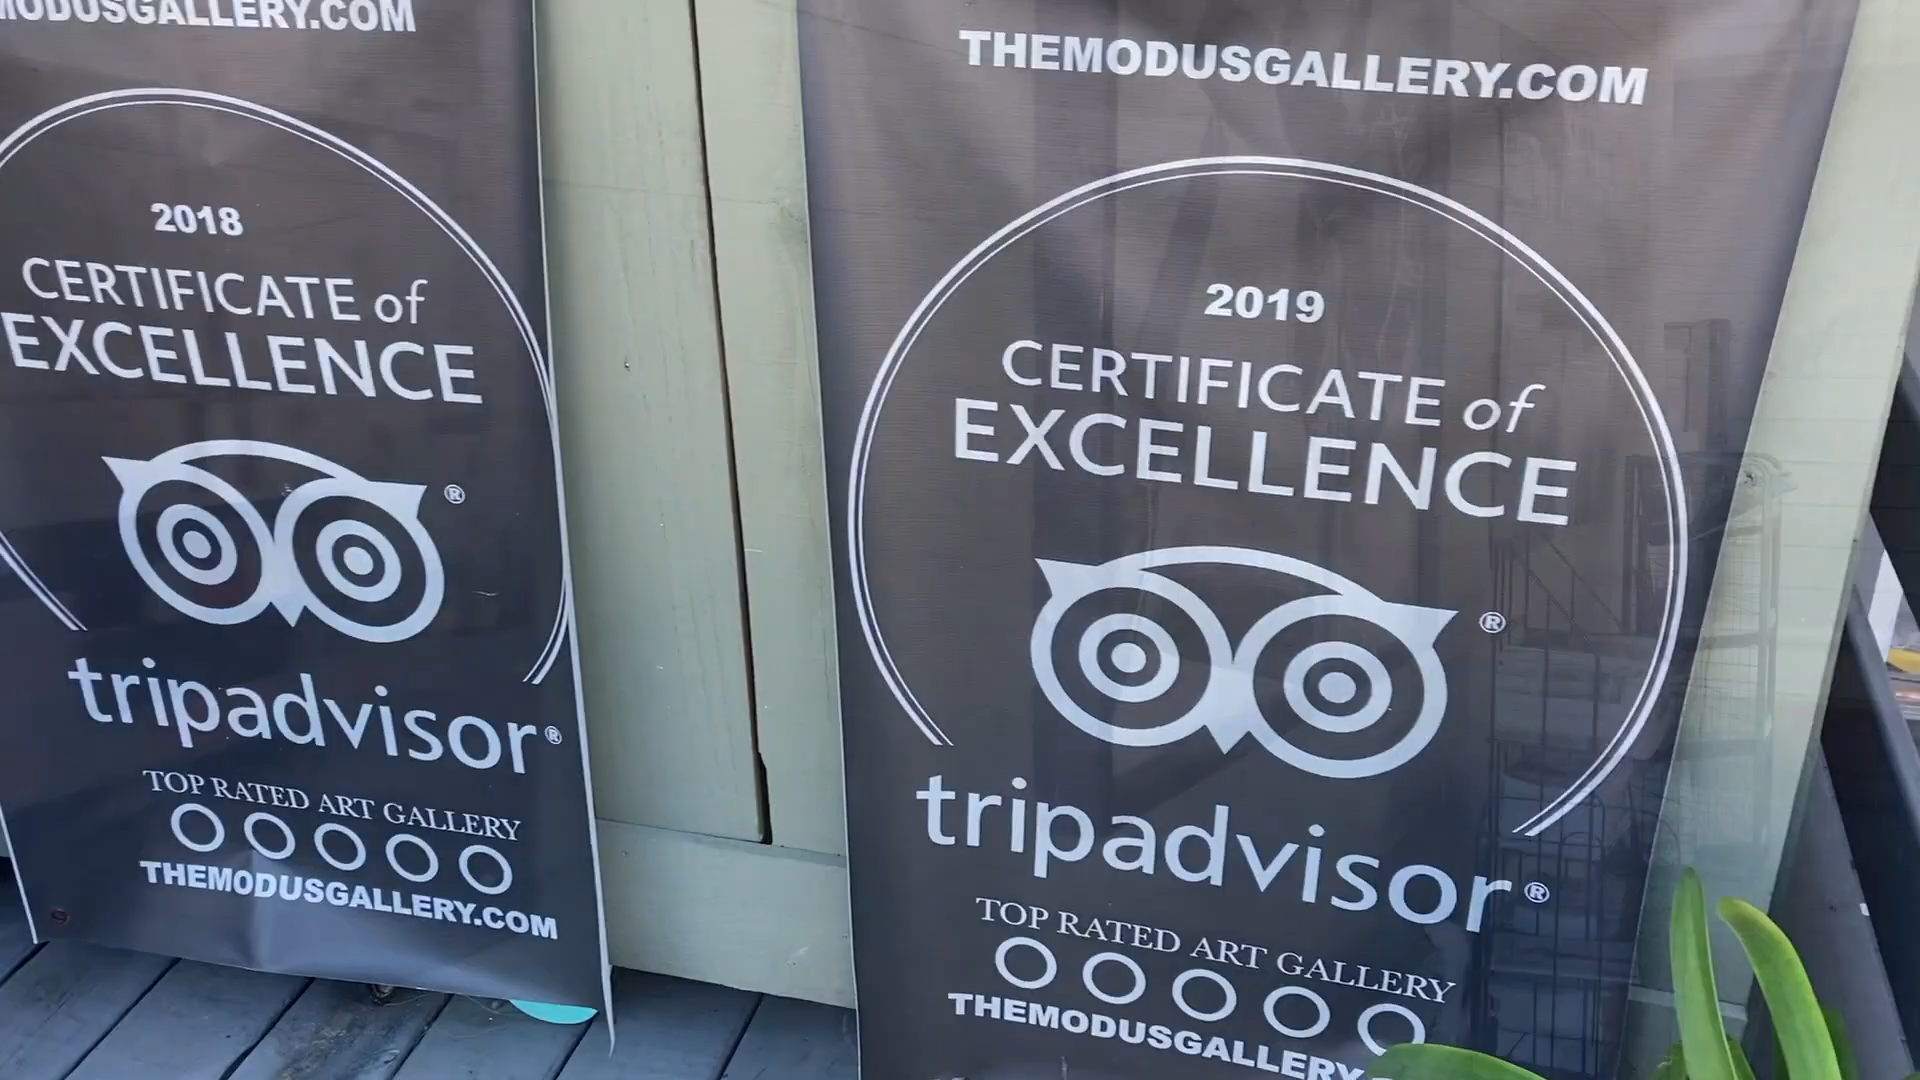 MODUSGALLERY.COM
2018
CERTIFICATE of
EXCELLENCE
®
tripadvisor®
TOP RATED ART GALLERY
THEMODUSGALLERY.COM
THEMODUSGALLERY.COM
2019
CERTIFICATE of
EXCELLENCE
®
tripadvisor®
TOP RATED ART GALLERY
THEMODUSGALLERY